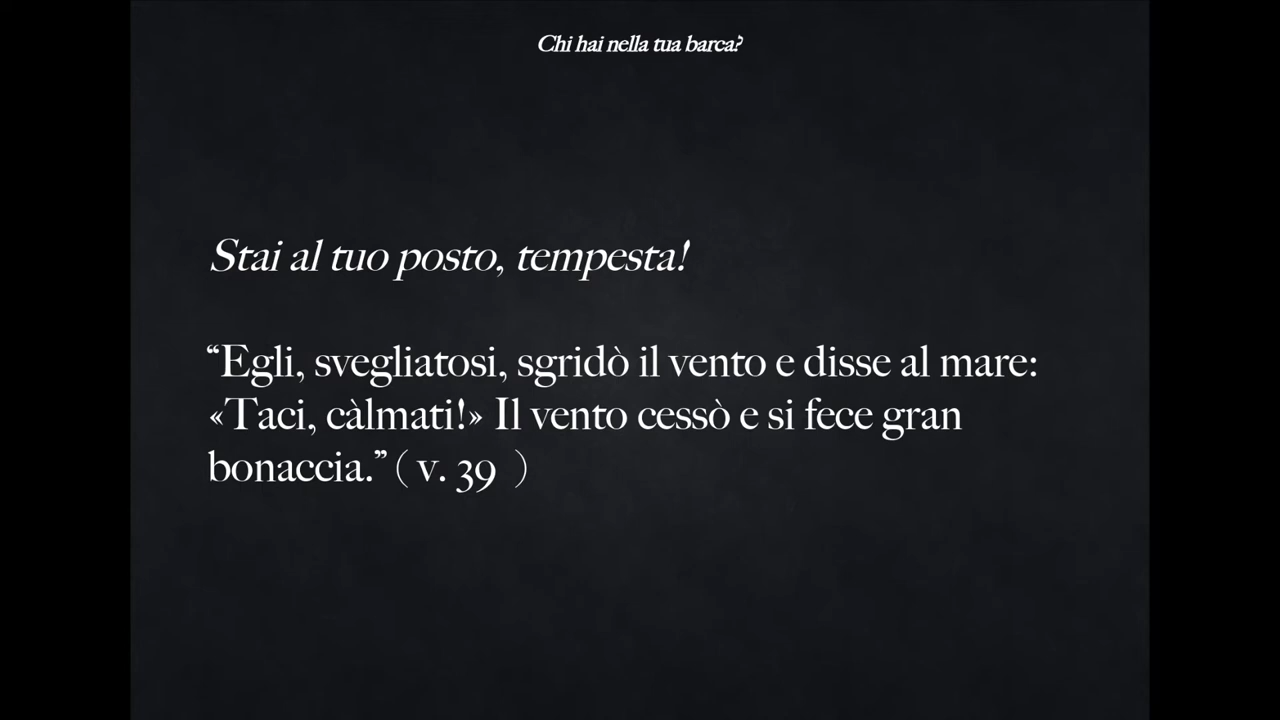 Chi hai nella tua barca?
Stai al tuo posto, tempesta!
“Egli, svegliatosi, sgridò il vento e disse al mare:
«Taci, càlmati!» Il vento cessò e si fece gran
bonaccia.” ( v. 39 )